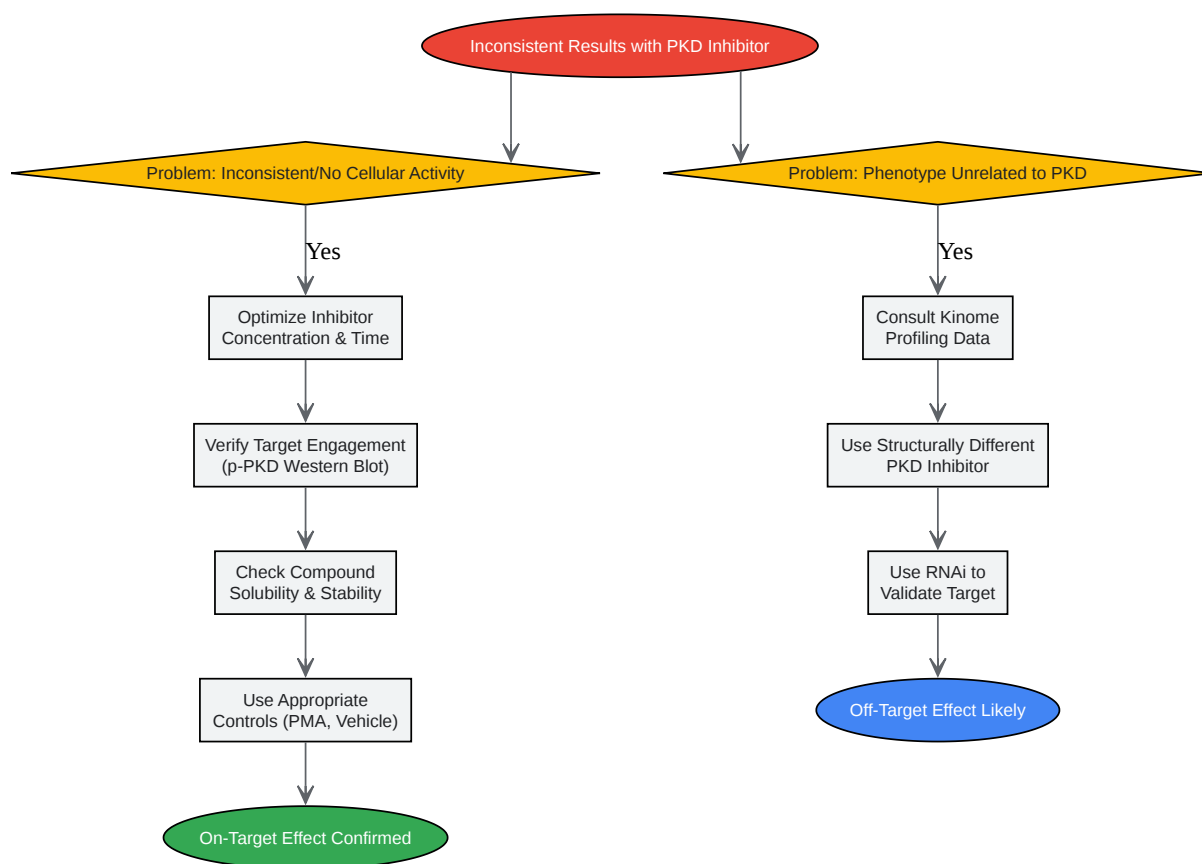 Inconsistent Results with PKD Inhibitor
Problem: Inconsistent/No Cellular Activity
Problem: Phenotype Unrelated to PKD
Yes
Yes
Optimize Inhibitor
Concentration & Time
Consult Kinome
Profiling Data
Verify Target Engagement
(p-PKD Western Blot)
Use Structurally Different
PKD Inhibitor
Check Compound
Solubility & Stability
Use RNAi to
Validate Target
Use Appropriate
Controls (PMA, Vehicle)
Off-Target Effect Likely
On-Target Effect Confirmed